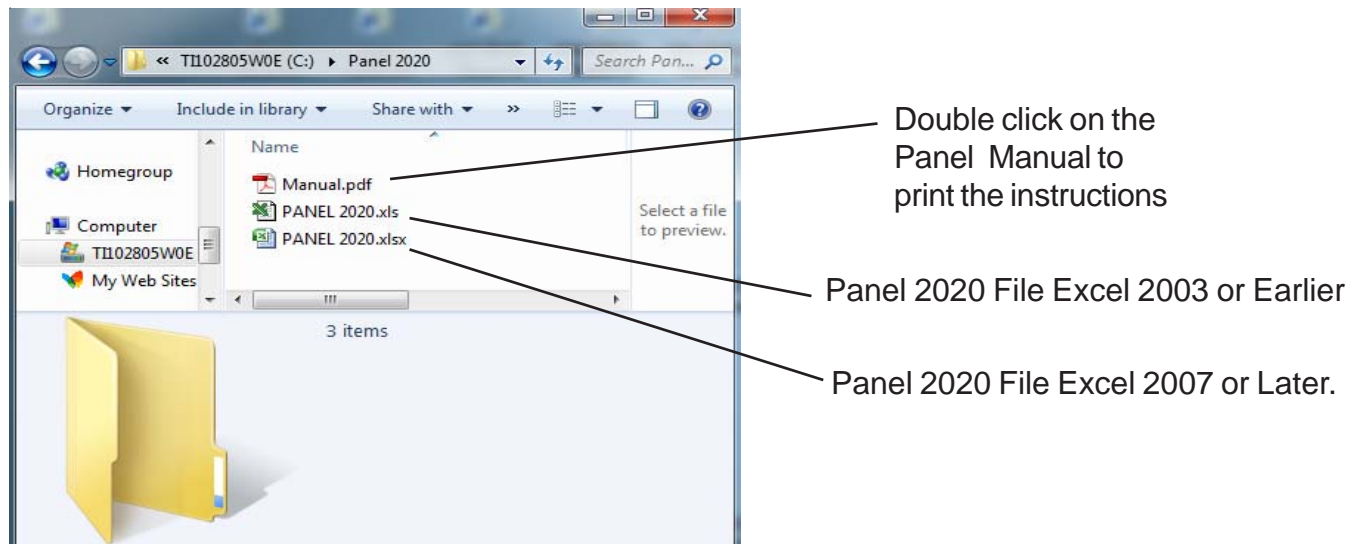 TI102805W0E (C:) Panel 2020
Search Pan...
Organize Include in library Share with
Name
Homegroup
Computer
TI102805W0E
My Web Sites
Manual.pdf
PANEL 2020.xls
PANEL 2020.xlsx
Select a file
to preview.
3 items
Double click on the
Panel Manual to
print the instructions
Panel 2020 File Excel 2003 or Earlier
Panel 2020 File Excel 2007 or Later.